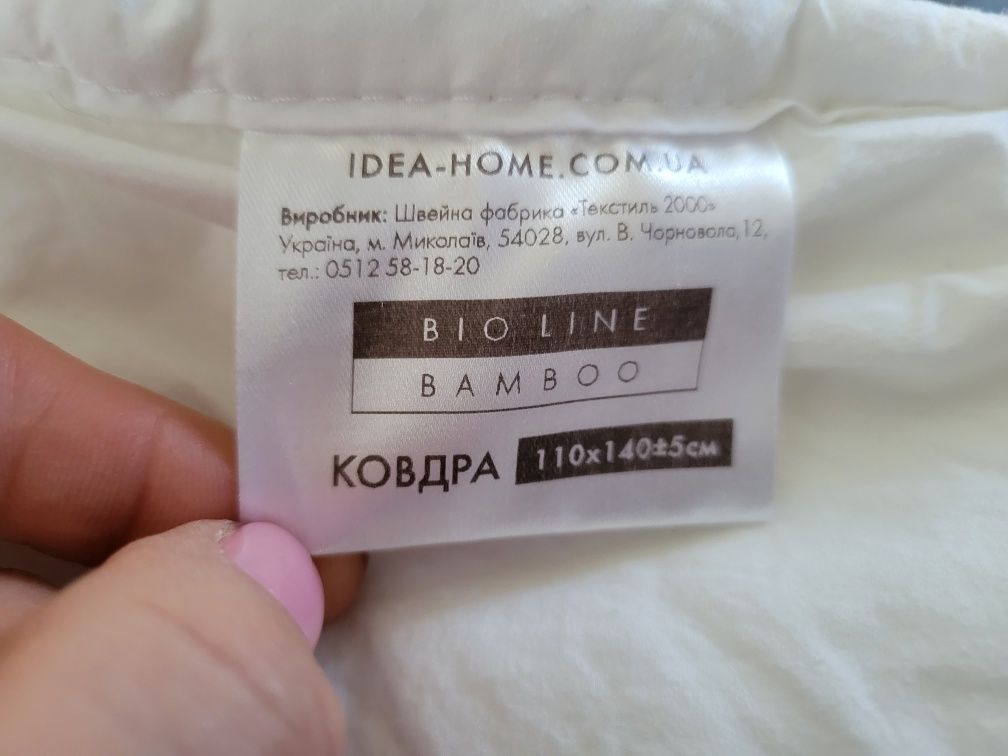 IDEA-HOME.COM.UA
Виробник: Швейна фабрика «Текстиль 2000»
Україна, м. Миколаїв, 54028, вул. В. Чорновола,12,
тел.: 0512 58-18-20
BIO LINE
BAMBOO
КОВДРА 110x140±5см